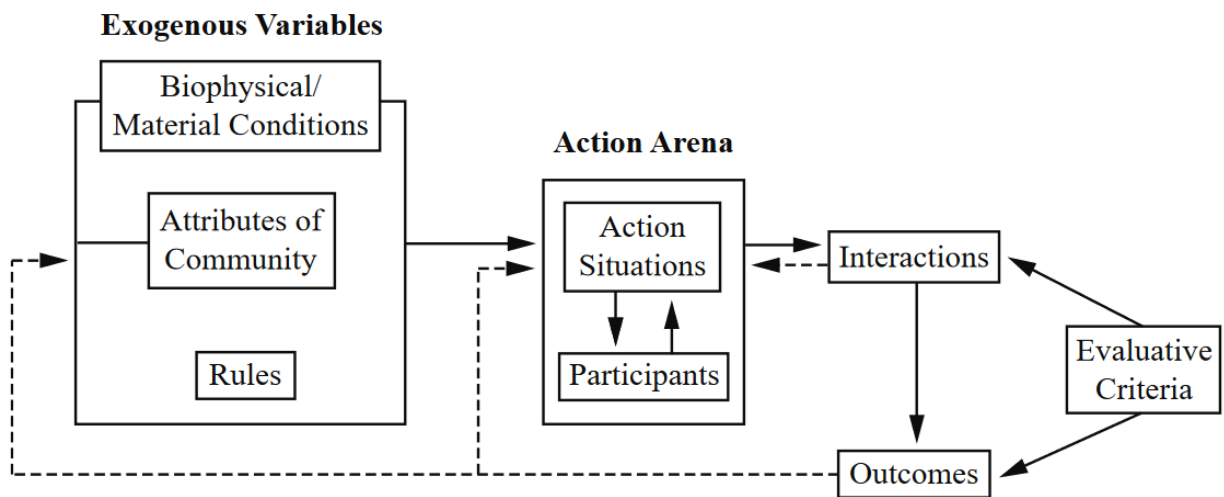 Exogenous Variables
Biophysical/
Material Conditions
Attributes of
Community
Rules
Action Arena
Action
Situations
Participants
Interactions
Outcomes
Evaluative
Criteria